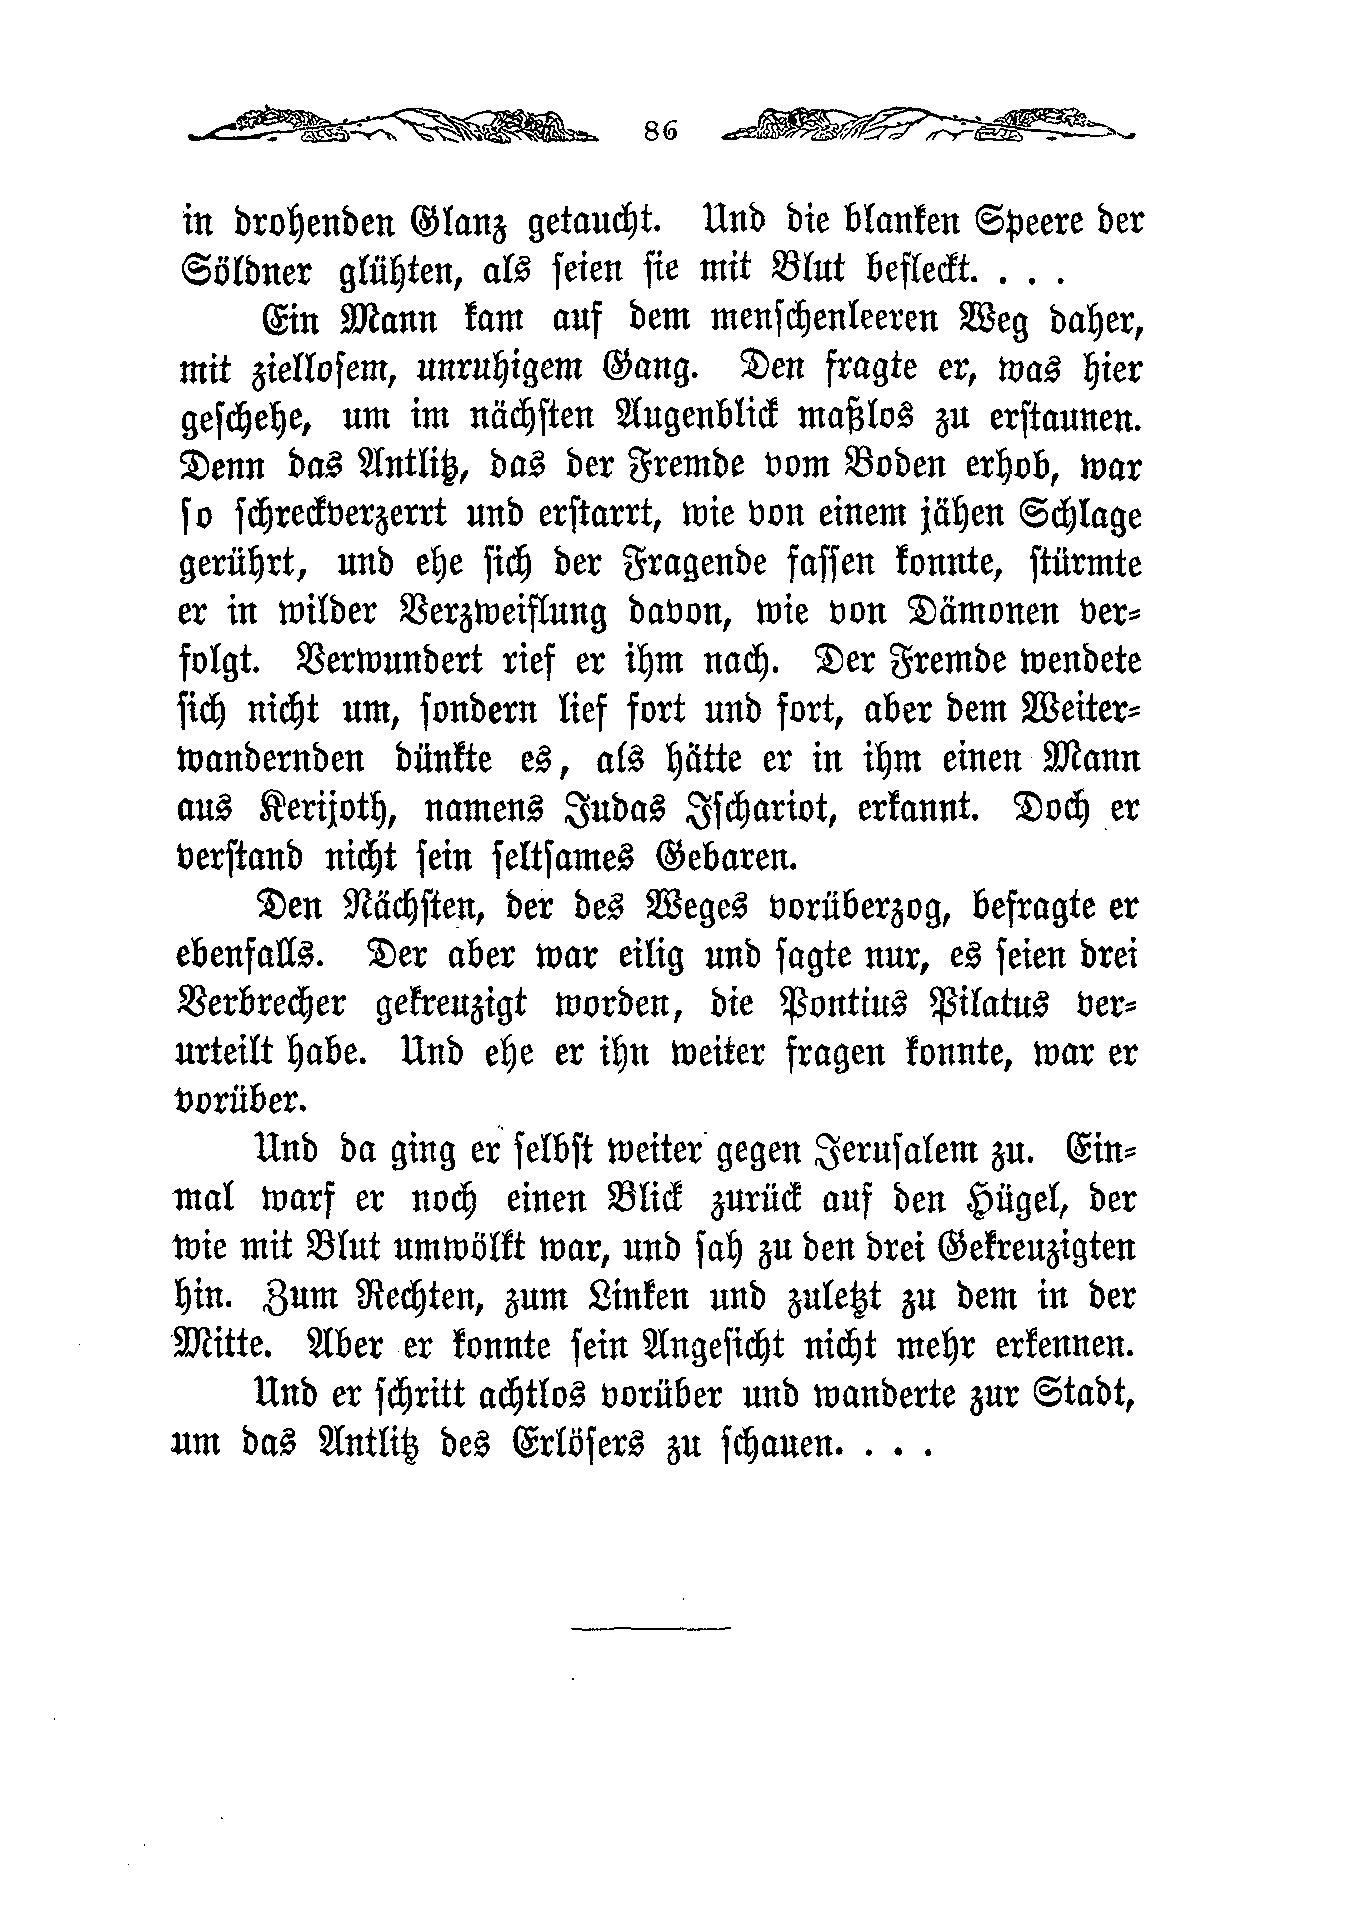 86
in drohenden Glanz getaucht. Und die blanken Speere der
Söldner glühten, als seien sie mit Blut befleckt. . . .
Ein Mann kam auf dem menschenleeren Weg daher,
mit ziellosem, unruhigem Gang. Den fragte er, was hier
geschehe, um im nächsten Augenblick maßlos zu erstaunen.
Denn das Antlitz, das der Fremde vom Boden erhob, war
so schreckverzerrt und erstarrt, wie von einem jähen Schlage
gerührt, und ehe sich der Fragende fassen konnte, stürmte
er in wilder Verzweiflung davon, wie von Dämonen ver-
folgt. Verwundert rief er ihm nach. Der Fremde wendete
sich nicht um, sondern lief fort und fort, aber dem Weiter-
wandernden dünkte es, als hätte er in ihm einen Mann
aus Kerijoth, namens Judas Ischariot, erkannt. Doch er
verstand nicht sein seltsames Gebaren.
Den Nächsten, der des Weges vorüberzog, befragte er
ebenfalls. Der aber war eilig und sagte nur, es seien drei
Verbrecher gekreuzigt worden, die Pontius Pilatus ver-
urteilt habe. Und ehe er ihn weiter fragen konnte, war er
vorüber.
Und da ging er selbst weiter gegen Jerusalem zu. Ein-
mal warf er noch einen Blick zurück auf den Hügel, der
wie mit Blut umwölkt war, und sah zu den drei Gekreuzigten
hin. Zum Rechten, zum Linken und zuletzt zu dem in der
Mitte. Aber er konnte sein Angesicht nicht mehr erkennen.
Und er schritt achtlos vorüber und wanderte zur Stadt,
um das Antlitz des Erlösers zu schauen. . . .